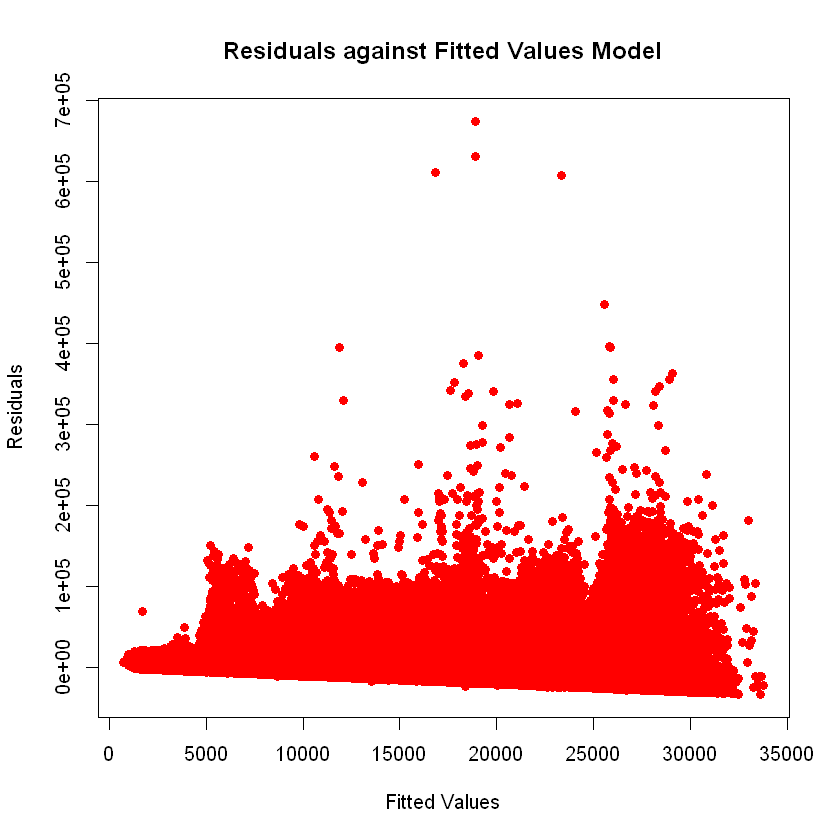 Residuals against Fitted Values Model
7e+05
6e+05
5e+05
4e+05
3e+05
2e+05
1e+05
0e+00
Residuals
0 5000 10000 15000 20000 25000 30000 35000
Fitted Values